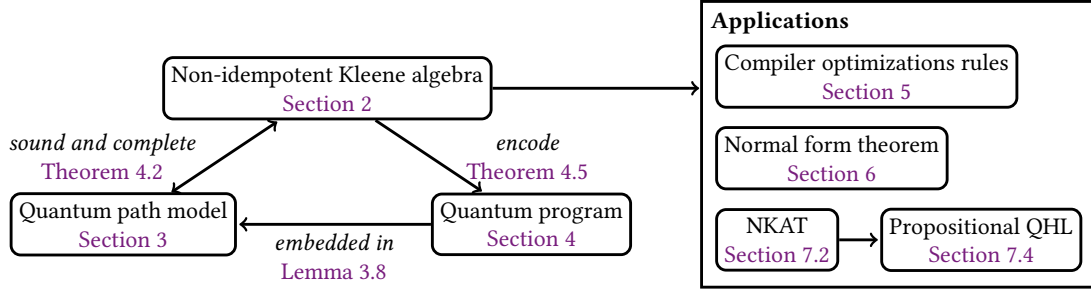 Applications
Non-idempotent Kleene algebra
Section 2
sound and complete
Theorem 4.2
encode
Theorem 4.5
Quantum path model
Section 3
embedded in
Lemma 3.8
Quantum program
Section 4
Compiler optimizations rules
Section 5
Normal form theorem
Section 6
NKAT
Section 7.2
Propositional QHL
Section 7.4